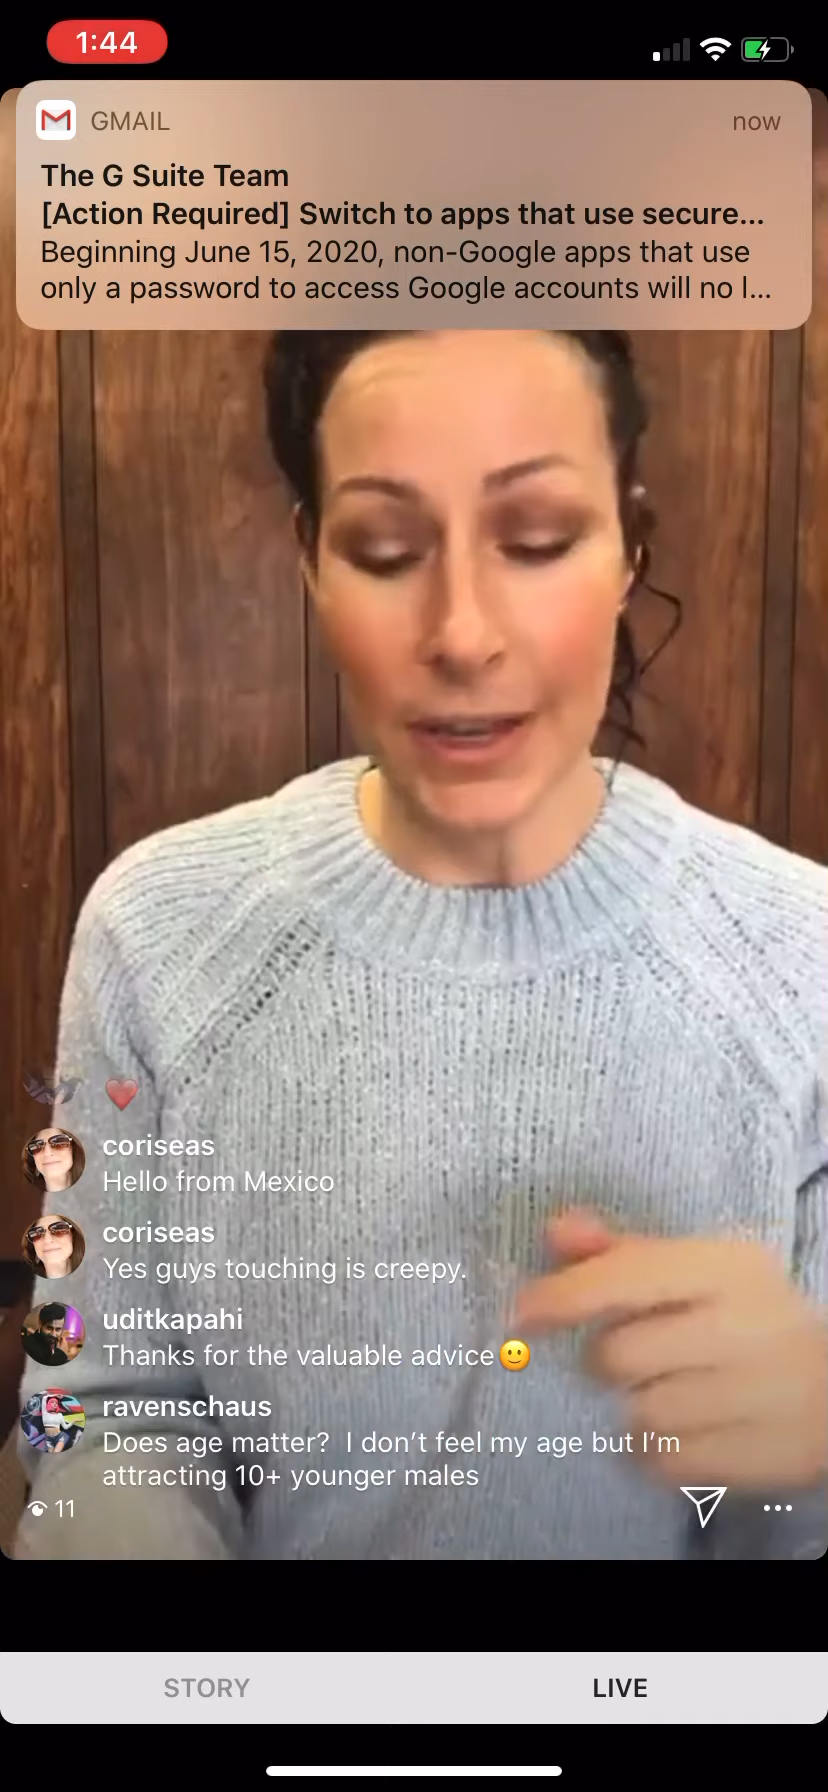 1:44
GMAIL
now
The G Suite Team
[Action Required] Switch to apps that use secure...
Beginning June 15, 2020, non-Google apps that use
only a password to access Google accounts will no l...
coriseas
Hello from Mexico
coriseas
Yes guys touching is creepy.
uditkapahi
Thanks for the valuable advice🙂
ravenschaus
Does age matter?  I don't feel my age but I'm
attracting 10+ younger males
11
STORY
LIVE